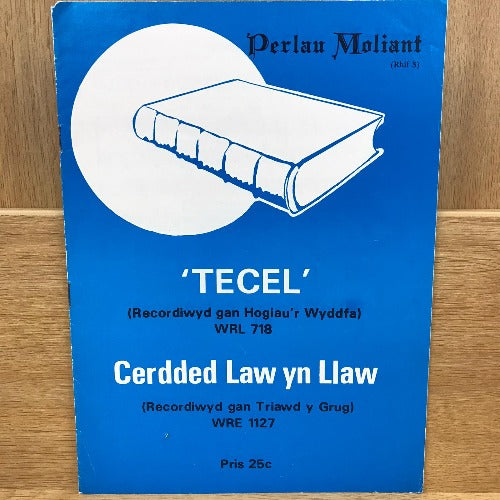 Perlau Moliant
(Rhif 3)
'TECEL'
(Recordiwyd gan Hogiau'r Wyddfa)
WRL 718
Cerdded Law yn Llaw
(Recordiwyd gan Triawd y Grug)
WRE 1127
Pris 25c